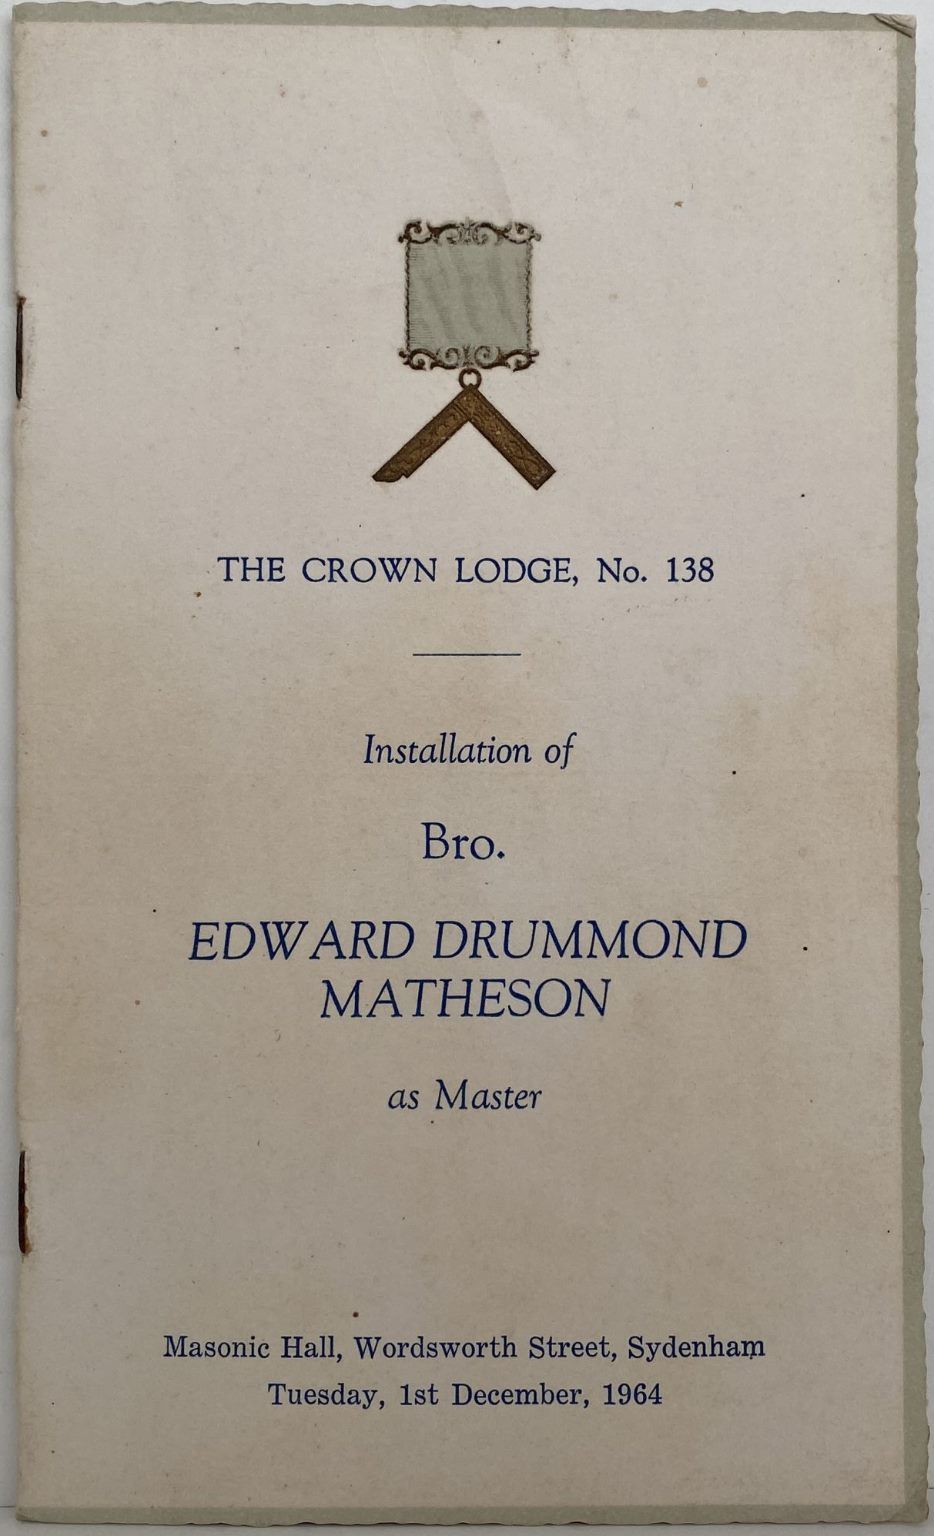 THE CROWN LODGE, No. 138
Installation of
Bro.
EDWARD DRUMMOND
MATHESON
as Master
Masonic Hall, Wordsworth Street, Sydenham
Tuesday, 1st December, 1964